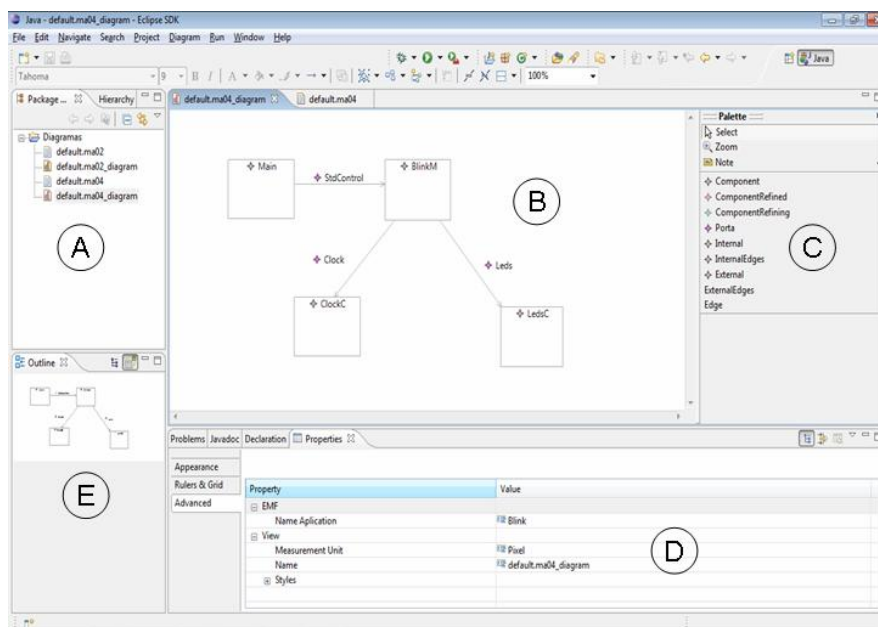 Java - default.ma04_diagram - Eclipse SDK
File Edit Navigate Search Project Diagram Run Window Help
Java
Tahoma 9 B I A 100%
Package... Hierarchy
Diagramas
default.ma02
default.ma02_diagram
default.ma04
default.ma04_diagram
A
default.ma04_diagram default.ma04
Main
StdControl
BlinkM
B
Clock
Leds
ClockC
LedsC
Palette
Select
Zoom
Note
Component
ComponentRefined
ComponentRefining
Porta
Internal
InternalEdges
External
ExternalEdges
Edge
C
Outline
E
Problems Javadoc Declaration Properties
Appearance
Rulers & Grid
Advanced
Property Value
EMF
Name Aplication Blink
View
Measurement Unit Pixel
Name default.ma04_diagram
Styles
D